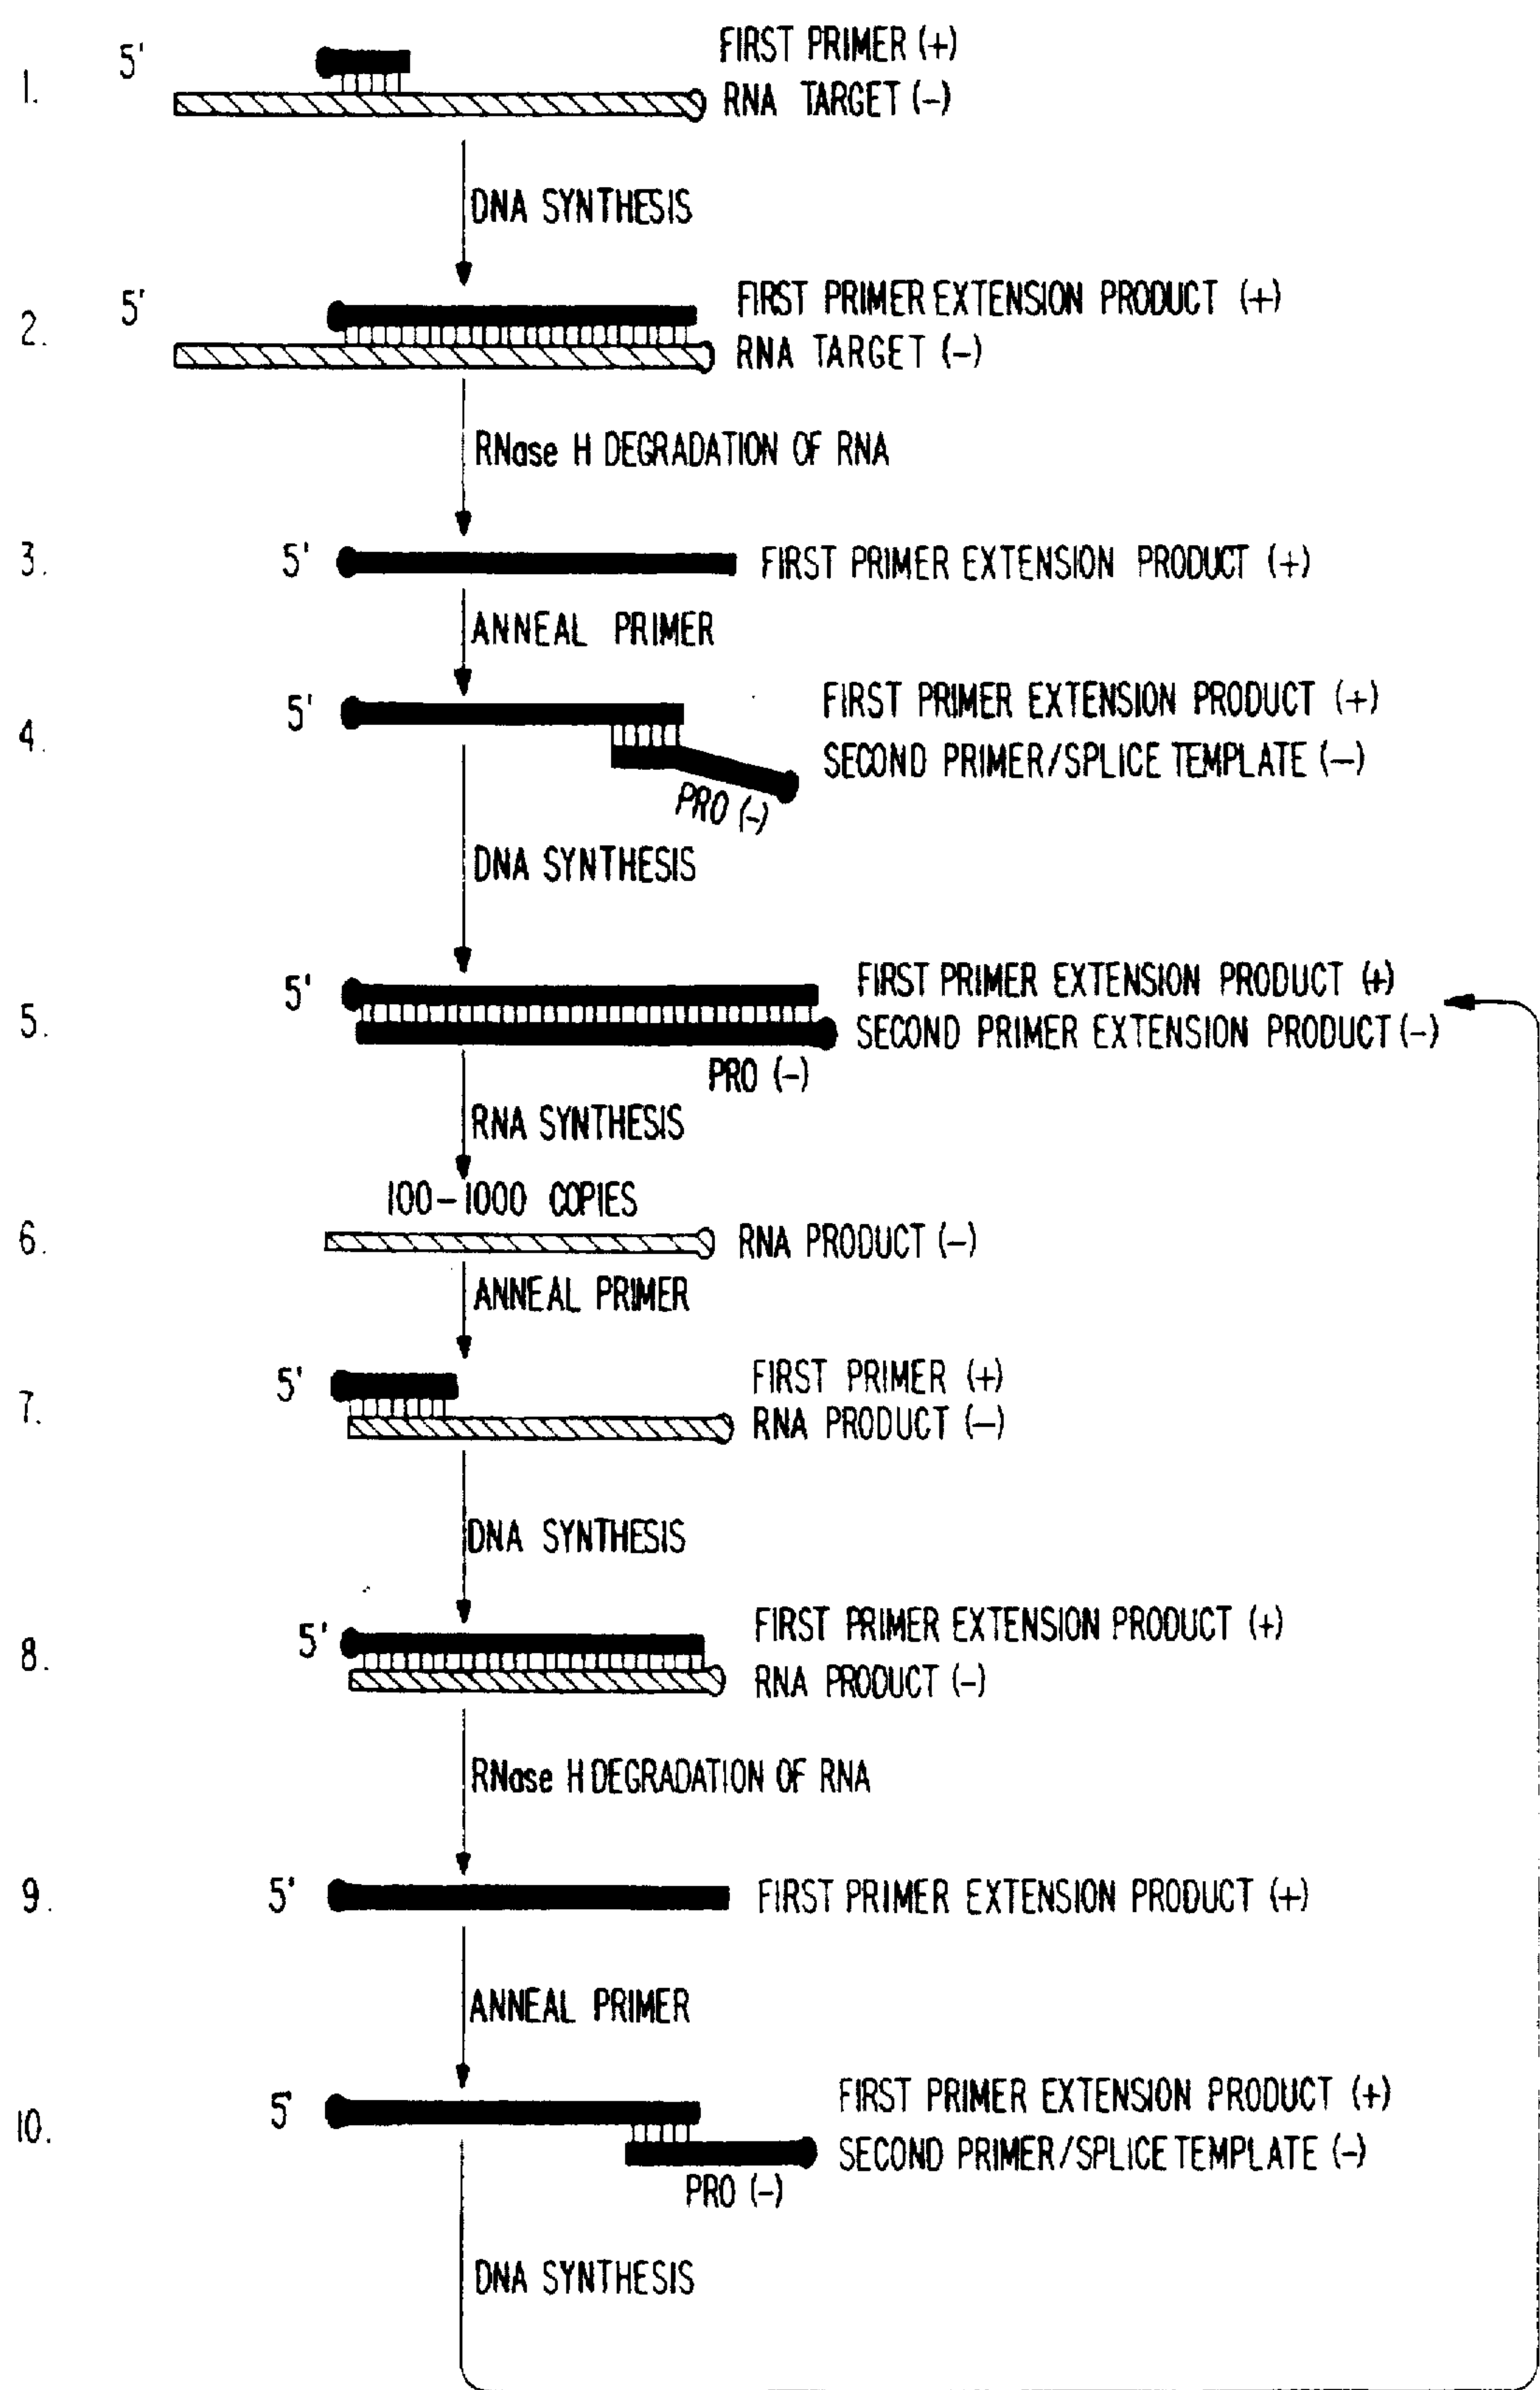 5' FIRST PRIMER (+)
1. RNA TARGET (-)
DNA SYNTHESIS
5' FIRST PRIMER EXTENSION PRODUCT (+)
2. RNA TARGET (-)
RNase H DEGRADATION OF RNA
3. 5' FIRST PRIMER EXTENSION PRODUCT (+)
ANNEAL PRIMER
5' FIRST PRIMER EXTENSION PRODUCT (+)
4. SECOND PRIMER/SPLICE TEMPLATE (-)
PRO (-)
DNA SYNTHESIS
5' FIRST PRIMER EXTENSION PRODUCT (+)
5. SECOND PRIMER EXTENSION PRODUCT (-)
PRO (-)
RNA SYNTHESIS
100-1000 COPIES
6. RNA PRODUCT (-)
ANNEAL PRIMER
5' FIRST PRIMER (+)
7. RNA PRODUCT (-)
DNA SYNTHESIS
5' FIRST PRIMER EXTENSION PRODUCT (+)
8. RNA PRODUCT (-)
RNase H DEGRADATION OF RNA
9. 5' FIRST PRIMER EXTENSION PRODUCT (+)
ANNEAL PRIMER
5' FIRST PRIMER EXTENSION PRODUCT (+)
10. SECOND PRIMER/SPLICE TEMPLATE (-)
PRO (-)
DNA SYNTHESIS